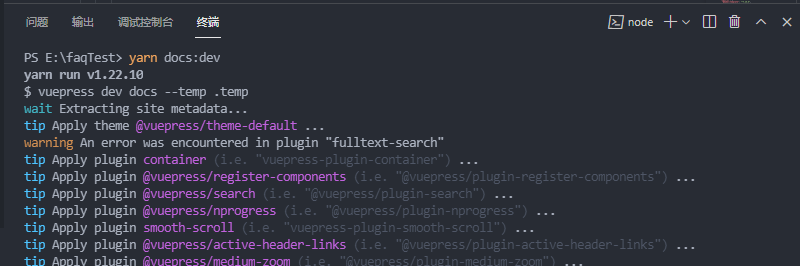 问题 输出 调试控制台 终端 node
PS E:\faqTest> yarn docs:dev
yarn run v1.22.10
$ vuepress dev docs --temp .temp
wait Extracting site metadata...
tip Apply theme @vuepress/theme-default ...
warning An error was encountered in plugin "fulltext-search"
tip Apply plugin container (i.e. "vuepress-plugin-container") ...
tip Apply plugin @vuepress/register-components (i.e. "@vuepress/plugin-register-components") ...
tip Apply plugin @vuepress/search (i.e. "@vuepress/plugin-search") ...
tip Apply plugin @vuepress/nprogress (i.e. "@vuepress/plugin-nprogress") ...
tip Apply plugin smooth-scroll (i.e. "vuepress-plugin-smooth-scroll") ...
tip Apply plugin @vuepress/active-header-links (i.e. "@vuepress/plugin-active-header-links") ...
tip Apply plugin @vuepress/medium-zoom (i.e. "@vuepress/plugin-medium-zoom") ...